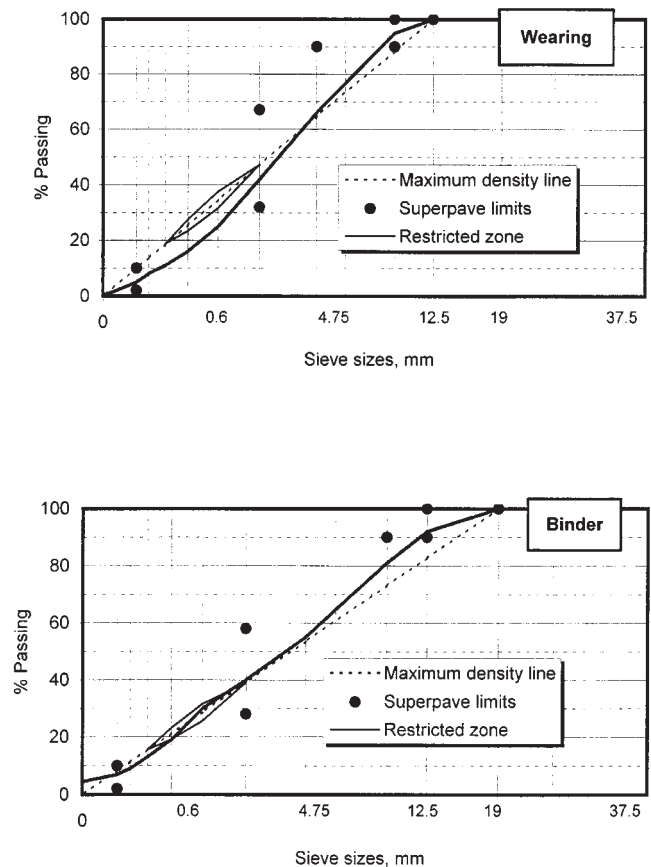 100
80
60
40
20
0
% Passing
Wearing
Maximum density line
Superpave limits
Restricted zone
0 0.6 4.75 12.5 19 37.5
Sieve sizes, mm
100
80
60
40
20
0
% Passing
Binder
Maximum density line
Superpave limits
Restricted zone
0 0.6 4.75 12.5 19 37.5
Sieve sizes, mm